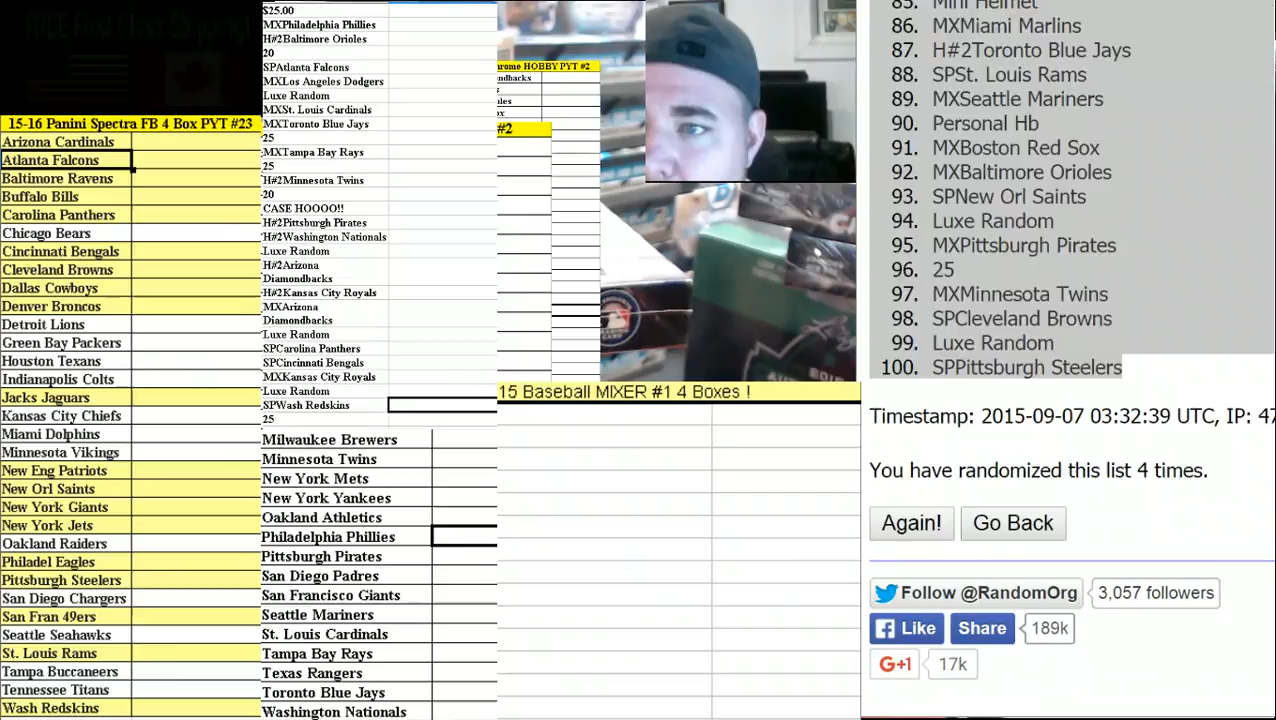 FREE First Class Shipping!
15-16 Panini Spectra FB 4 Box PYT #23
Arizona Cardinals
Atlanta Falcons
Baltimore Ravens
Buffalo Bills
Carolina Panthers
Chicago Bears
Cincinnati Bengals
Cleveland Browns
Dallas Cowboys
Denver Broncos
Detroit Lions
Green Bay Packers
Houston Texans
Indianapolis Colts
Jacks Jaguars
Kansas City Chiefs
Miami Dolphins
Minnesota Vikings
New Eng Patriots
New Orl Saints
New York Giants
New York Jets
Oakland Raiders
Philadel Eagles
Pittsburgh Steelers
San Diego Chargers
San Fran 49ers
Seattle Seahawks
St. Louis Rams
Tampa Buccaneers
Tennessee Titans
Wash Redskins
$25.00
MXPhiladelphia Phillies
H#2Baltimore Orioles
20
SPAtlanta Falcons
MXLos Angeles Dodgers
Luxe Random
MXSt. Louis Cardinals
MXToronto Blue Jays
25
MXTampa Bay Rays
25
H#2Minnesota Twins
20
CASE HOOOO!!
H#2Pittsburgh Pirates
H#2Washington Nationals
Luxe Random
H#2Arizona
Diamondbacks
H#2Kansas City Royals
MXArizona
Diamondbacks
Luxe Random
SPCarolina Panthers
SPCincinnati Bengals
MXKansas City Royals
Luxe Random
SPWash Redskins
25
Milwaukee Brewers
Minnesota Twins
New York Mets
New York Yankees
Oakland Athletics
Philadelphia Phillies
Pittsburgh Pirates
San Diego Padres
San Francisco Giants
Seattle Mariners
St. Louis Cardinals
Tampa Bay Rays
Texas Rangers
Toronto Blue Jays
Washington Nationals
rome HOBBY PYT #2
ndbacks
#2
15 Baseball MIXER #1 4 Boxes !
85. Mini Helmet
86. MXMiami Marlins
87. H#2Toronto Blue Jays
88. SPSt. Louis Rams
89. MXSeattle Mariners
90. Personal Hb
91. MXBoston Red Sox
92. MXBaltimore Orioles
93. SPNew Orl Saints
94. Luxe Random
95. MXPittsburgh Pirates
96. 25
97. MXMinnesota Twins
98. SPCleveland Browns
99. Luxe Random
100. SPPittsburgh Steelers
Timestamp: 2015-09-07 03:32:39 UTC, IP: 47
You have randomized this list 4 times.
Again! Go Back
Follow @RandomOrg 3,057 followers
Like Share 189k
G+1 17k